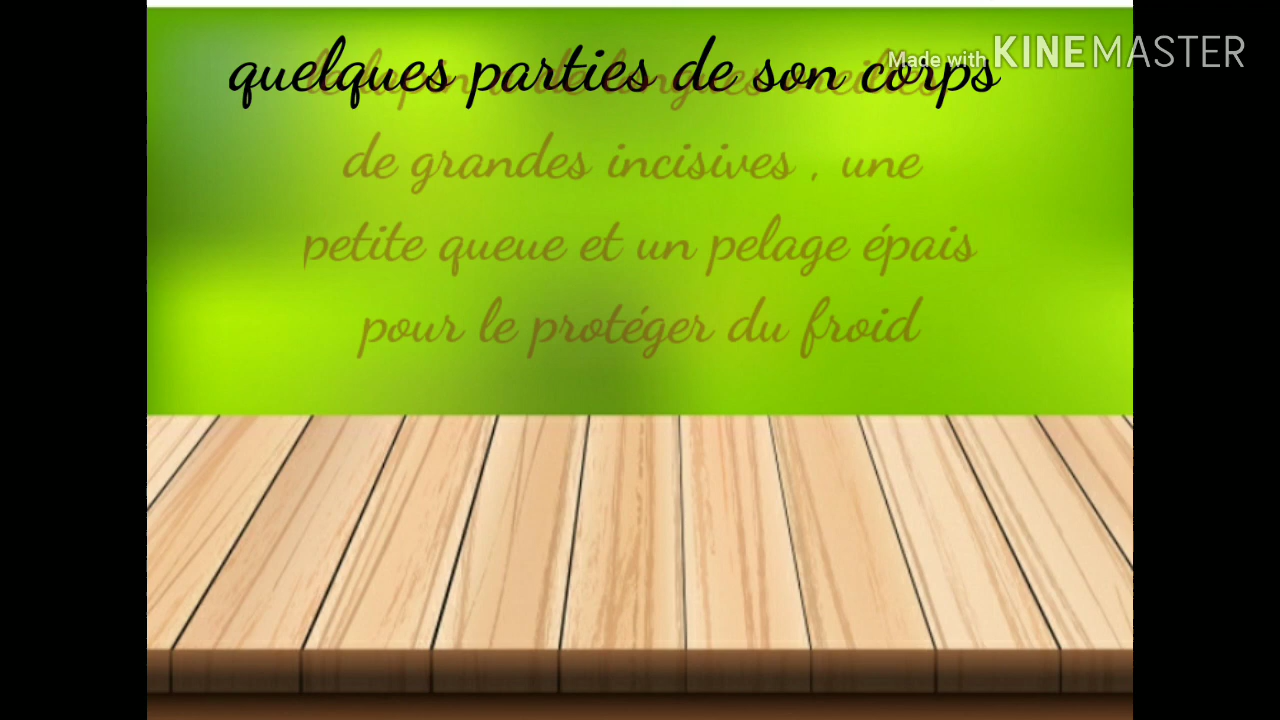 quelques parties de son corps
Made with KINEMASTER
de grandes incisives , une
petite queue et un pelage épais
pour le protéger du froid